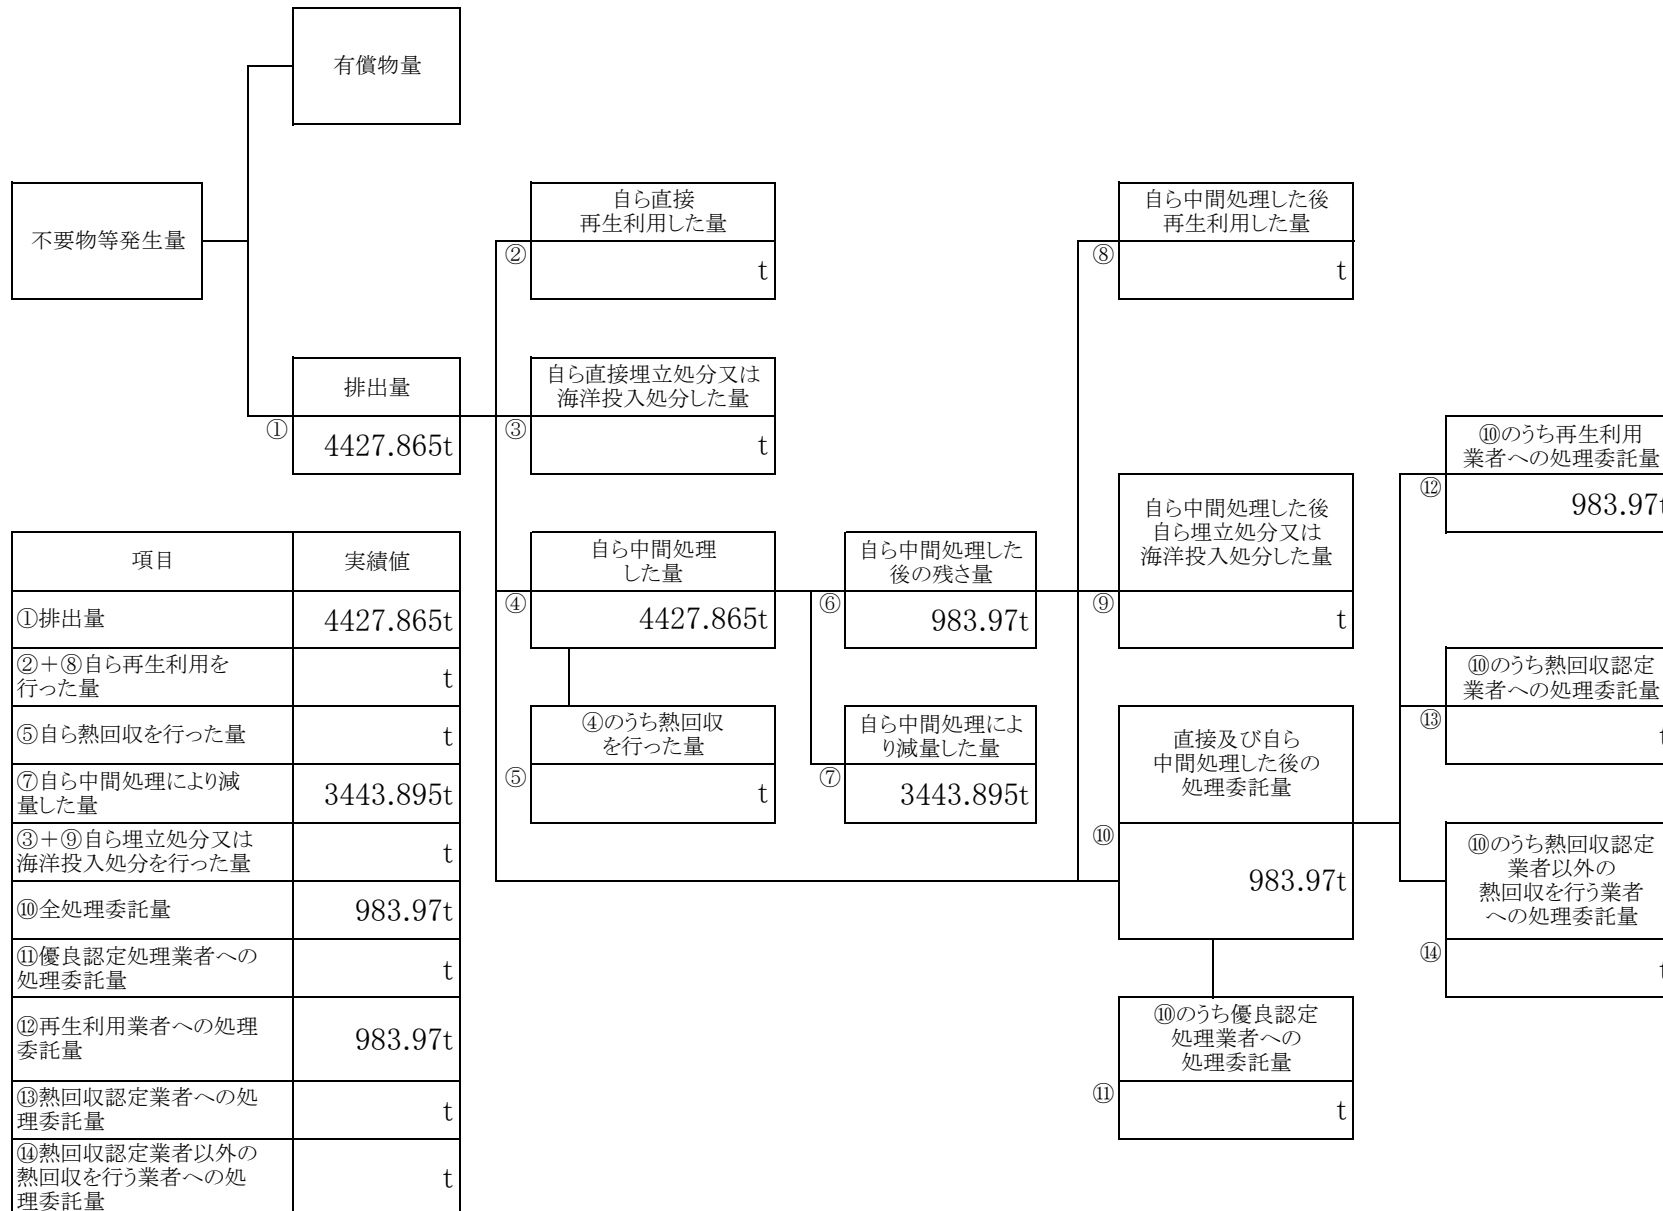 有償物量
不要物等発生量
自ら直接
再生利用した量
②
t
自ら中間処理した後
再生利用した量
⑧
t
排出量
①
4427.865t
自ら直接埋立処分又は
海洋投入処分した量
③
t
⑩のうち再生利用
業者への処理委託量
⑫
983.97t
自ら中間処理
した量
④
4427.865t
自ら中間処理した
後の残さ量
⑥
983.97t
自ら中間処理した後
自ら埋立処分又は
海洋投入処分した量
⑨
t
⑩のうち熱回収認定
業者への処理委託量
⑬
t
④のうち熱回収
を行った量
⑤
t
自ら中間処理によ
り減量した量
⑦
3443.895t
直接及び自ら
中間処理した後の
処理委託量
⑩
983.97t
⑩のうち熱回収認定
業者以外の
熱回収を行う業者
への処理委託量
⑭
t
⑩のうち優良認定
処理業者への
処理委託量
⑪
t
項目 実績値
①排出量 4427.865t
②+⑧自ら再生利用を
行った量 t
⑤自ら熱回収を行った量 t
⑦自ら中間処理により減
量した量 3443.895t
③+⑨自ら埋立処分又は
海洋投入処分を行った量 t
⑩全処理委託量 983.97t
⑪優良認定処理業者への
処理委託量 t
⑫再生利用業者への処理
委託量 983.97t
⑬熱回収認定業者への処
理委託量 t
⑭熱回収認定業者以外の
熱回収を行う業者への処
理委託量 t